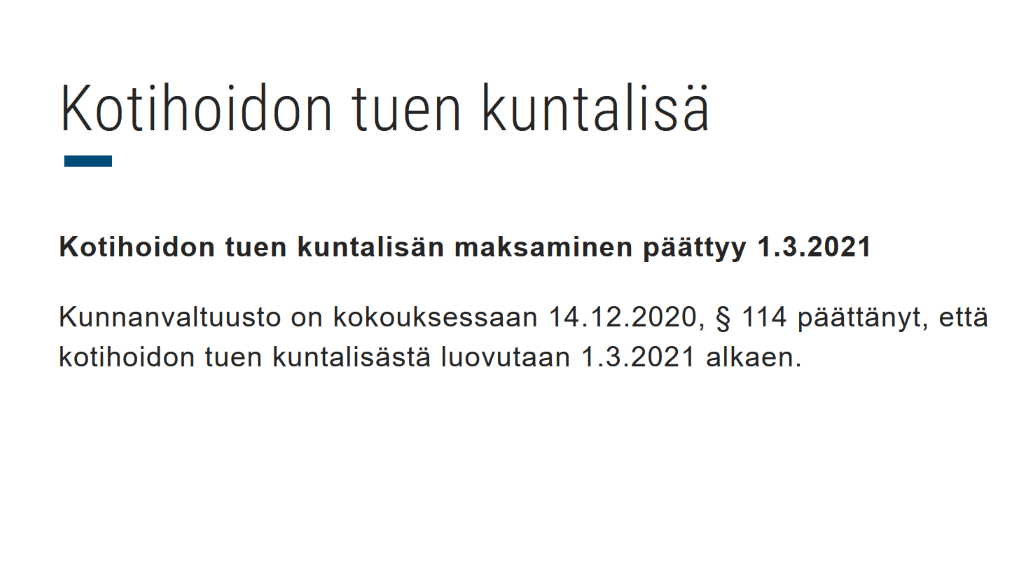 Kotihoidon tuen kuntalisä
Kotihoidon tuen kuntalisän maksaminen päättyy 1.3.2021
Kunnanvaltuusto on kokouksessaan 14.12.2020, § 114 päättänyt, että
kotihoidon tuen kuntalisästä luovutaan 1.3.2021 alkaen.